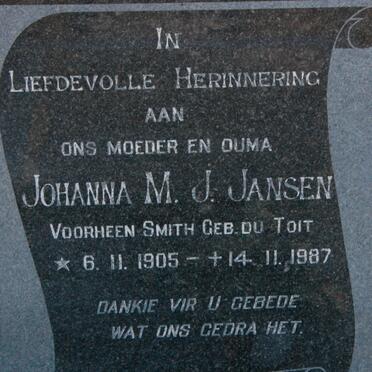 IN
LIEFDEVOLLE HERINNERING
AAN
ONS MOEDER EN OUMA
JOHANNA M. J. JANSEN
VOORHEEN SMITH GEB. DU TOIT
★ 6. 11. 1905 – + 14. 11. 1987
DANKIE VIR U GEBEDE
WAT ONS GEDRA HET.